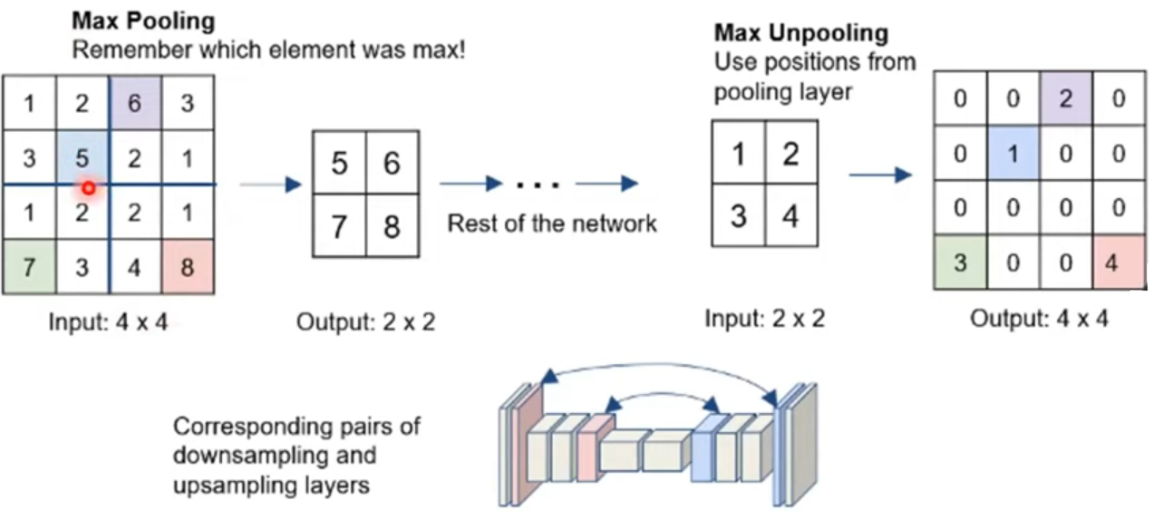 Max Pooling
Remember which element was max!
1 2 6 3
3 5 2 1
1 2 2 1
7 3 4 8
Input: 4 x 4
5 6
7 8
Output: 2 x 2
...
Rest of the network
Max Unpooling
Use positions from
pooling layer
1 2
3 4
Input: 2 x 2
0 0 2 0
0 1 0 0
0 0 0 0
3 0 0 4
Output: 4 x 4
Corresponding pairs of
downsampling and
upsampling layers